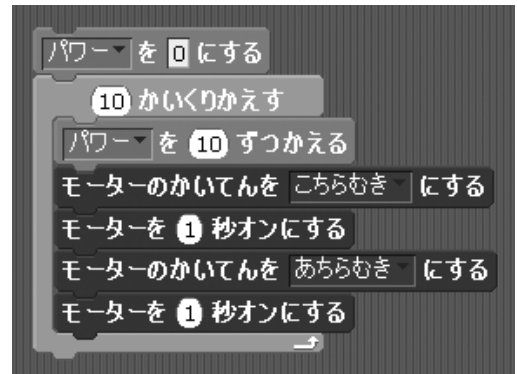 パワー を 0 にする
10 かいくりかえす
パワー を 10 ずつかえる
モーターのかいてんを こちらむき にする
モーターを 1 秒オンにする
モーターのかいてんを あちらむき にする
モーターを 1 秒オンにする